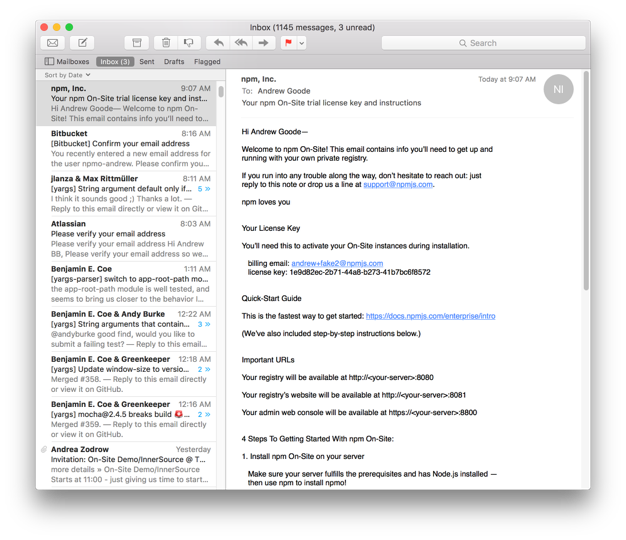 Inbox (1145 messages, 3 unread)
Search
Mailboxes Inbox (3) Sent Drafts Flagged
Sort by Date
npm, Inc. 9:07 AM
Your npm On-Site trial license key and inst...
Hi Andrew Goode— Welcome to npm On-
Site! This email contains info you'll need to...
Bitbucket 8:16 AM
[Bitbucket] Confirm your email address
You recently entered a new email address for
the user npmo-andrew. Please confirm you...
jlanza & Max Rittmüller 8:11 AM
[yargs] String argument default only if... 5 »
I think it sounds good ;) Thanks a lot. —
Reply to this email directly or view it on Git...
Atlassian 8:03 AM
Please verify your email address
Please verify your email address Hi Andrew
BB, Please verify your email address so we...
Benjamin E. Coe 1:11 AM
[yargs-parser] switch to app-root-path mo...
the app-root-path module is well tested, and
seems to bring us closer to the behavior I...
Benjamin E. Coe & Andy Burke 12:22 AM
[yargs] String arguments that contain... 3 »
@andyburke good find, would you like to
submit a failing test? — Reply to this email...
Benjamin E. Coe & Greenkeeper 12:18 AM
[yargs] Update window-size to versio... 2 »
Merged #358. — Reply to this email directly
or view it on GitHub.
Benjamin E. Coe & Greenkeeper 12:16 AM
[yargs] mocha@2.4.5 breaks build 🚨... 2 »
Merged #359. — Reply to this email directly
or view it on GitHub.
Andrea Zodrow Yesterday
Invitation: On-Site Demo/InnerSource @ T...
more details » On-Site Demo/InnerSource
Starts at 11:00 - just giving us time to start...
npm, Inc. Today at 9:07 AM
NI
To: Andrew Goode
Your npm On-Site trial license key and instructions
Hi Andrew Goode—
Welcome to npm On-Site! This email contains info you'll need to get up and
running with your own private registry.
If you run into any trouble along the way, don't hesitate to reach out: just
reply to this note or drop us a line at support@npmjs.com.
npm loves you
Your License Key
You'll need this to activate your On-Site instances during installation.
billing email: andrew+fake2@npmjs.com
license key: 1e9d82ec-2b71-44a8-b273-41b7bc6f8572
Quick-Start Guide
This is the fastest way to get started: https://docs.npmjs.com/enterprise/intro
(We've also included step-by-step instructions below.)
Important URLs
Your registry will be available at http://<your-server>:8080
Your registry's website will be available at http://<your-server>:8081
Your admin web console will be available at https://<your-server>:8800
4 Steps To Getting Started With npm On-Site:
1. Install npm On-Site on your server
Make sure your server fulfills the prerequisites and has Node.js installed —
then use npm to install npmo!